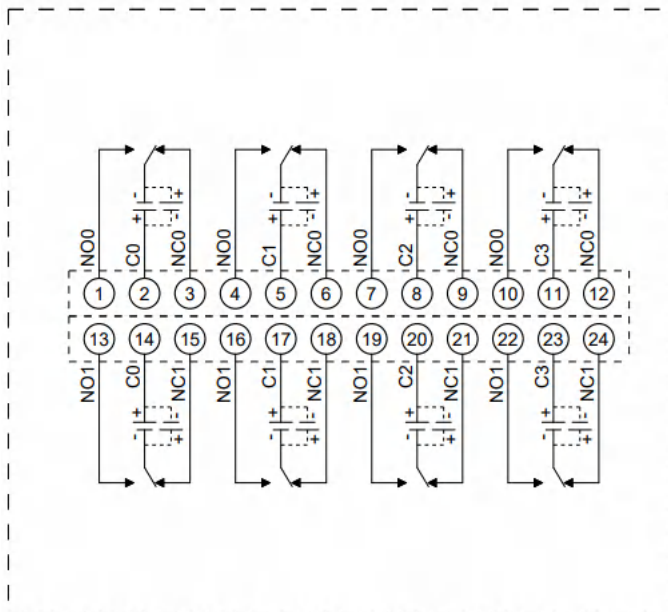 - + - + - + - +
+ - + - + - + -
NO0 C0 NC0 NO0 C1 NC0 NO0 C2 NC0 NO0 C3 NC0
1 2 3 4 5 6 7 8 9 10 11 12
13 14 15 16 17 18 19 20 21 22 23 24
NO1 C0 NC1 NO1 C1 NC1 NO1 C2 NC1 NO1 C3 NC1
+ - + - + - + -
- + - + - + - +